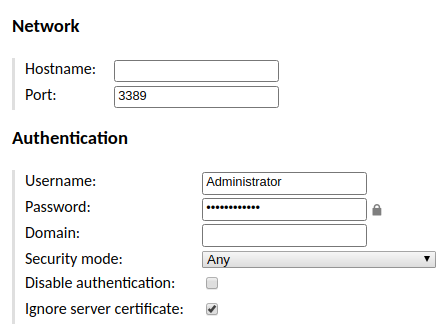 Network
Hostname:
Port: 3389
Authentication
Username: Administrator
Password: ••••••••••••
Domain:
Security mode: Any
Disable authentication:
Ignore server certificate: